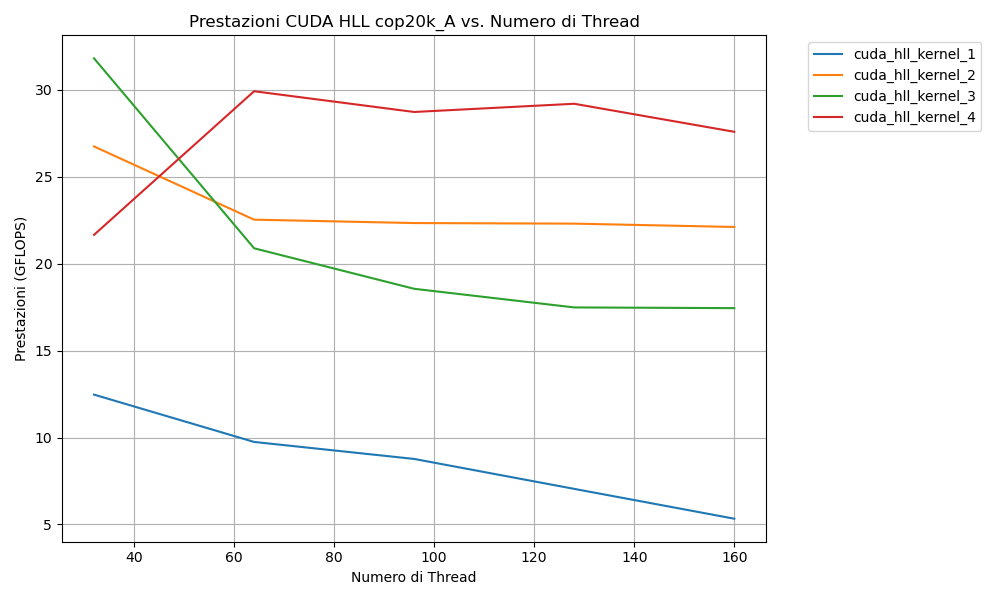 Prestazioni CUDA HLL cop20k_A vs. Numero di Thread
cuda_hll_kernel_1
cuda_hll_kernel_2
cuda_hll_kernel_3
cuda_hll_kernel_4
Prestazioni (GFLOPS)
30
25
20
15
10
5
40 60 80 100 120 140 160
Numero di Thread